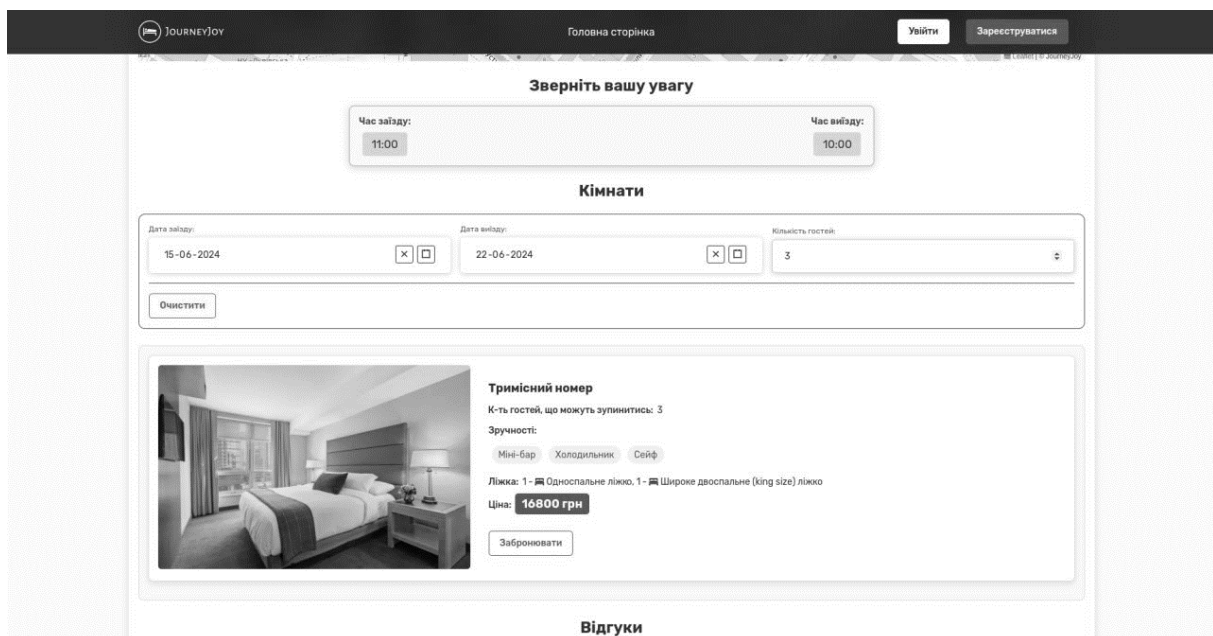 JourneyJoy
Головна сторінка
Увійти
Зареєструватися
Leaflet | © JourneyJoy
Зверніть вашу увагу
Час заїзду:
Час виїзду:
11:00
10:00
Кімнати
Дата заїзду:
Дата виїзду:
Кількість гостей:
15-06-2024
22-06-2024
3
Очистити
Тримісний номер
К-ть гостей, що можуть зупинитись: 3
Зручності:
Міні-бар Холодильник Сейф
Ліжка: 1 - Односпальне ліжко, 1 - Широке двоспальне (king size) ліжко
Ціна: 16800 грн
Забронювати
Відгуки